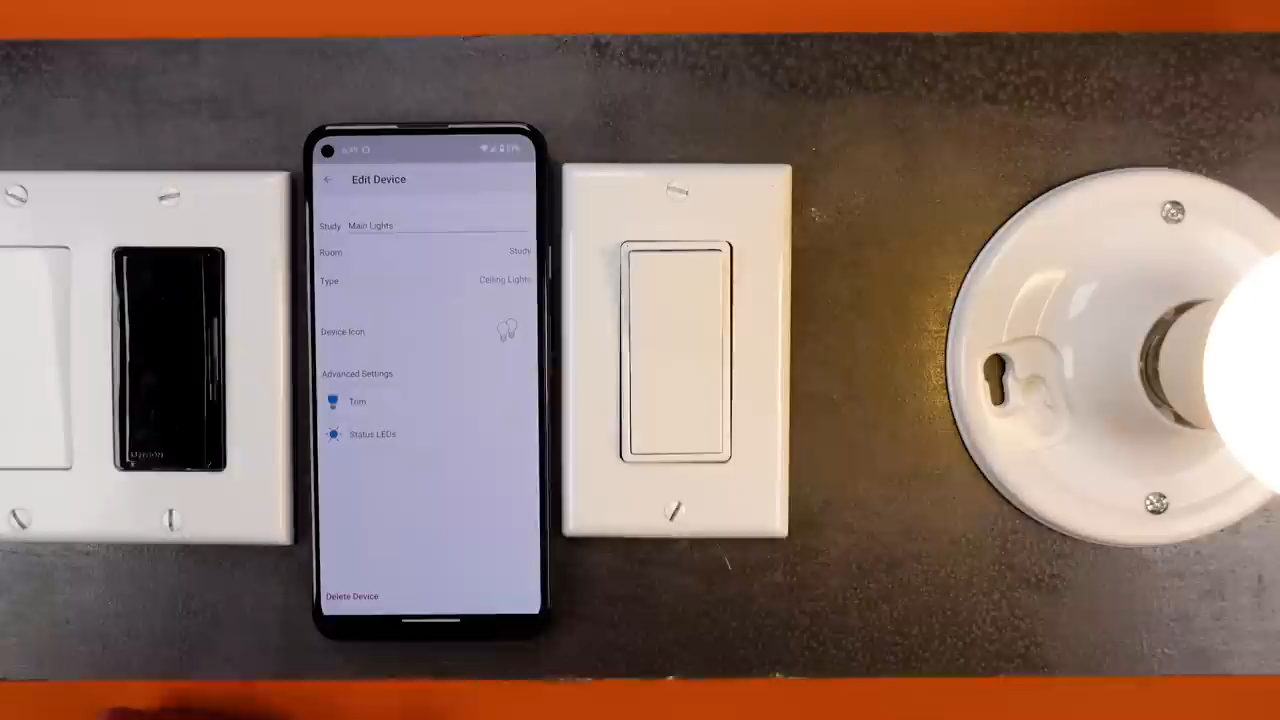 Edit Device
Study Main Lights
Room Study
Type Ceiling Lights
Device Icon
Advanced Settings
Trim
Status LEDs
Delete Device